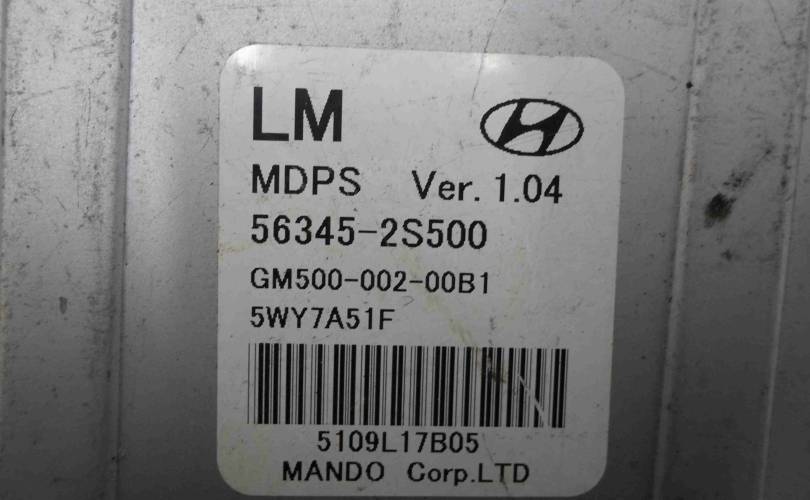 LM
MDPS Ver. 1.04
56345-2S500
GM500-002-00B1
5WY7A51F
5109L17B05
MANDO Corp.LTD